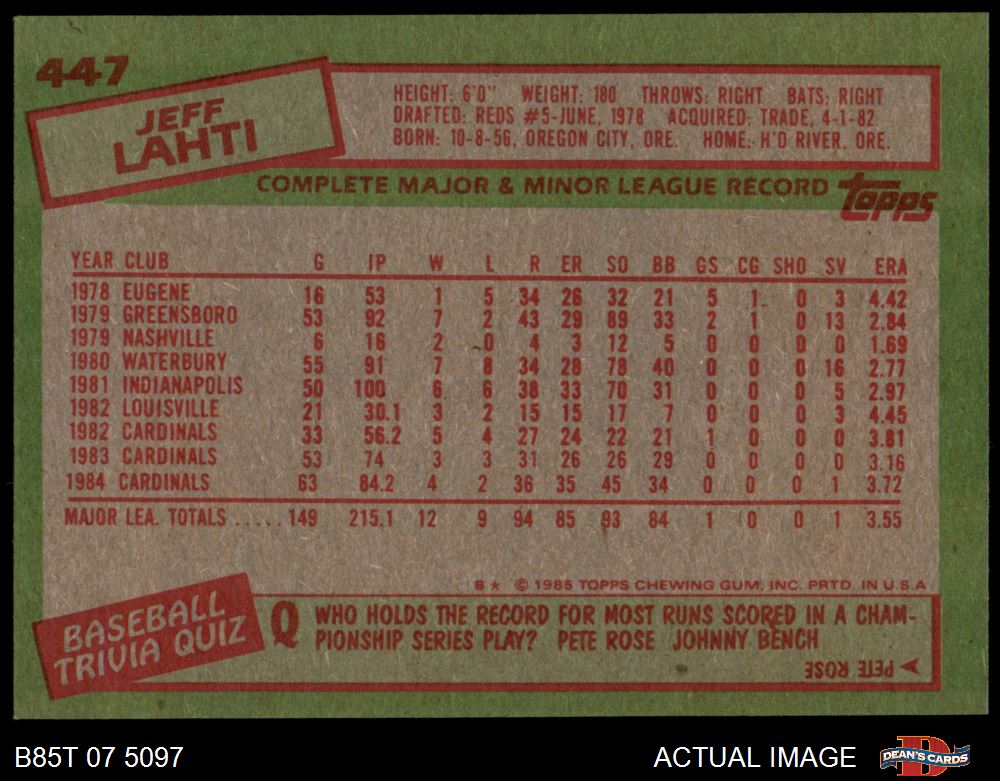 447
JEFF
LAHTI
HEIGHT: 6'0" WEIGHT: 180 THROWS: RIGHT BATS: RIGHT
DRAFTED: REDS #5-JUNE, 1978 ACQUIRED: TRADE, 4-1-82
BORN: 10-8-56, OREGON CITY, ORE. HOME: H'D RIVER, ORE.
COMPLETE MAJOR & MINOR LEAGUE RECORD topps
YEAR CLUB G IP W L R ER SO BB GS CG SHO SV ERA
1978 EUGENE 16 53 1 5 34 26 32 21 5 1 0 3 4.42
1979 GREENSBORO 53 92 7 2 43 29 89 33 2 1 0 13 2.84
1979 NASHVILLE 6 16 2 0 4 3 12 5 0 0 0 0 1.69
1980 WATERBURY 55 91 7 8 34 28 78 40 0 0 0 16 2.77
1981 INDIANAPOLIS 50 100 6 6 38 33 70 31 0 0 0 5 2.97
1982 LOUISVILLE 21 30.1 3 2 15 15 17 7 0 0 0 3 4.45
1982 CARDINALS 33 56.2 5 4 27 24 22 21 1 0 0 0 3.81
1983 CARDINALS 53 74 3 3 31 26 26 29 0 0 0 0 3.16
1984 CARDINALS 63 84.2 4 2 36 35 45 34 0 0 0 1 3.72
MAJOR LEA. TOTALS ..... 149 215.1 12 9 94 85 93 84 1 0 0 1 3.55
B★ © 1985 TOPPS CHEWING GUM, INC. PRTD. IN U.S.A
BASEBALL
TRIVIA QUIZ
Q WHO HOLDS THE RECORD FOR MOST RUNS SCORED IN A CHAM-
PIONSHIP SERIES PLAY? PETE ROSE JOHNNY BENCH
PETE ROSE
B85T 07 5097
ACTUAL IMAGE
DEAN'S CARDS